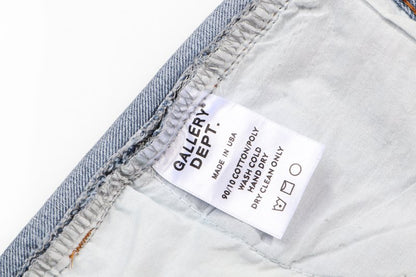 GALLERY
DEPT.
MADE IN USA
90/10 COTTON/POLY
WASH COLD
HAND DRY
DRY CLEAN ONLY